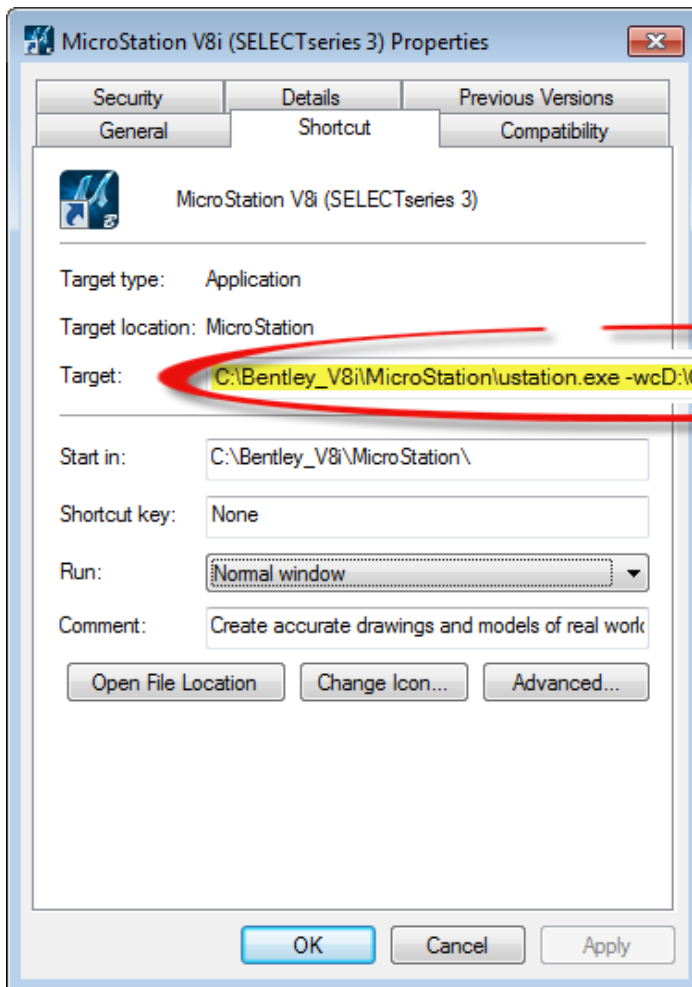 MicroStation V8i (SELECTseries 3) Properties
Security Details Previous Versions
General Shortcut Compatibility
MicroStation V8i (SELECTseries 3)
Target type: Application
Target location: MicroStation
Target: C:\Bentley_V8i\MicroStation\ustation.exe -wcD:\
Start in: C:\Bentley_V8i\MicroStation\
Shortcut key: None
Run: Normal window
Comment: Create accurate drawings and models of real
Open File Location Change Icon... Advanced...
OK Cancel Apply